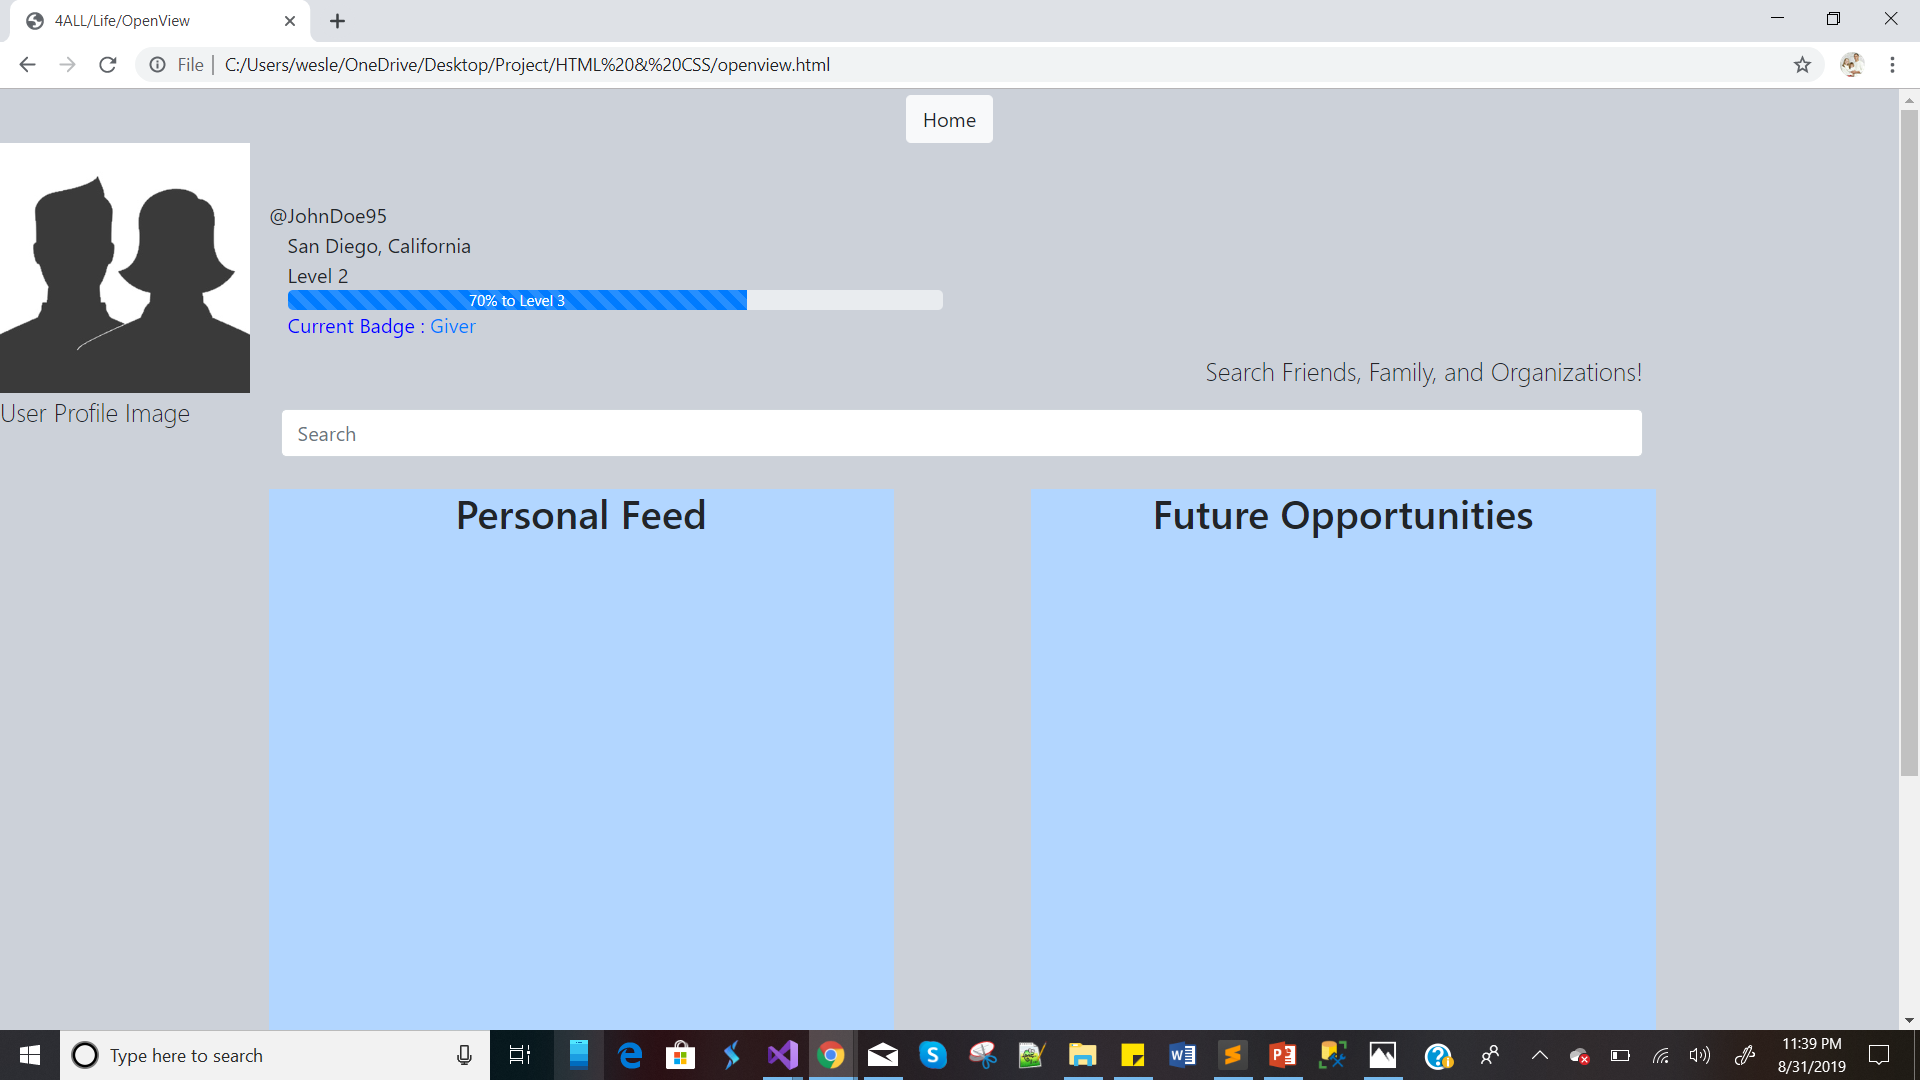 4ALL/Life/OpenView
File | C:/Users/wesle/OneDrive/Desktop/Project/HTML%20&%20CSS/openview.html
Home
@JohnDoe95
San Diego, California
Level 2
70% to Level 3
Current Badge : Giver
User Profile Image
Search Friends, Family, and Organizations!
Search
Personal Feed
Future Opportunities
Type here to search
11:39 PM
8/31/2019